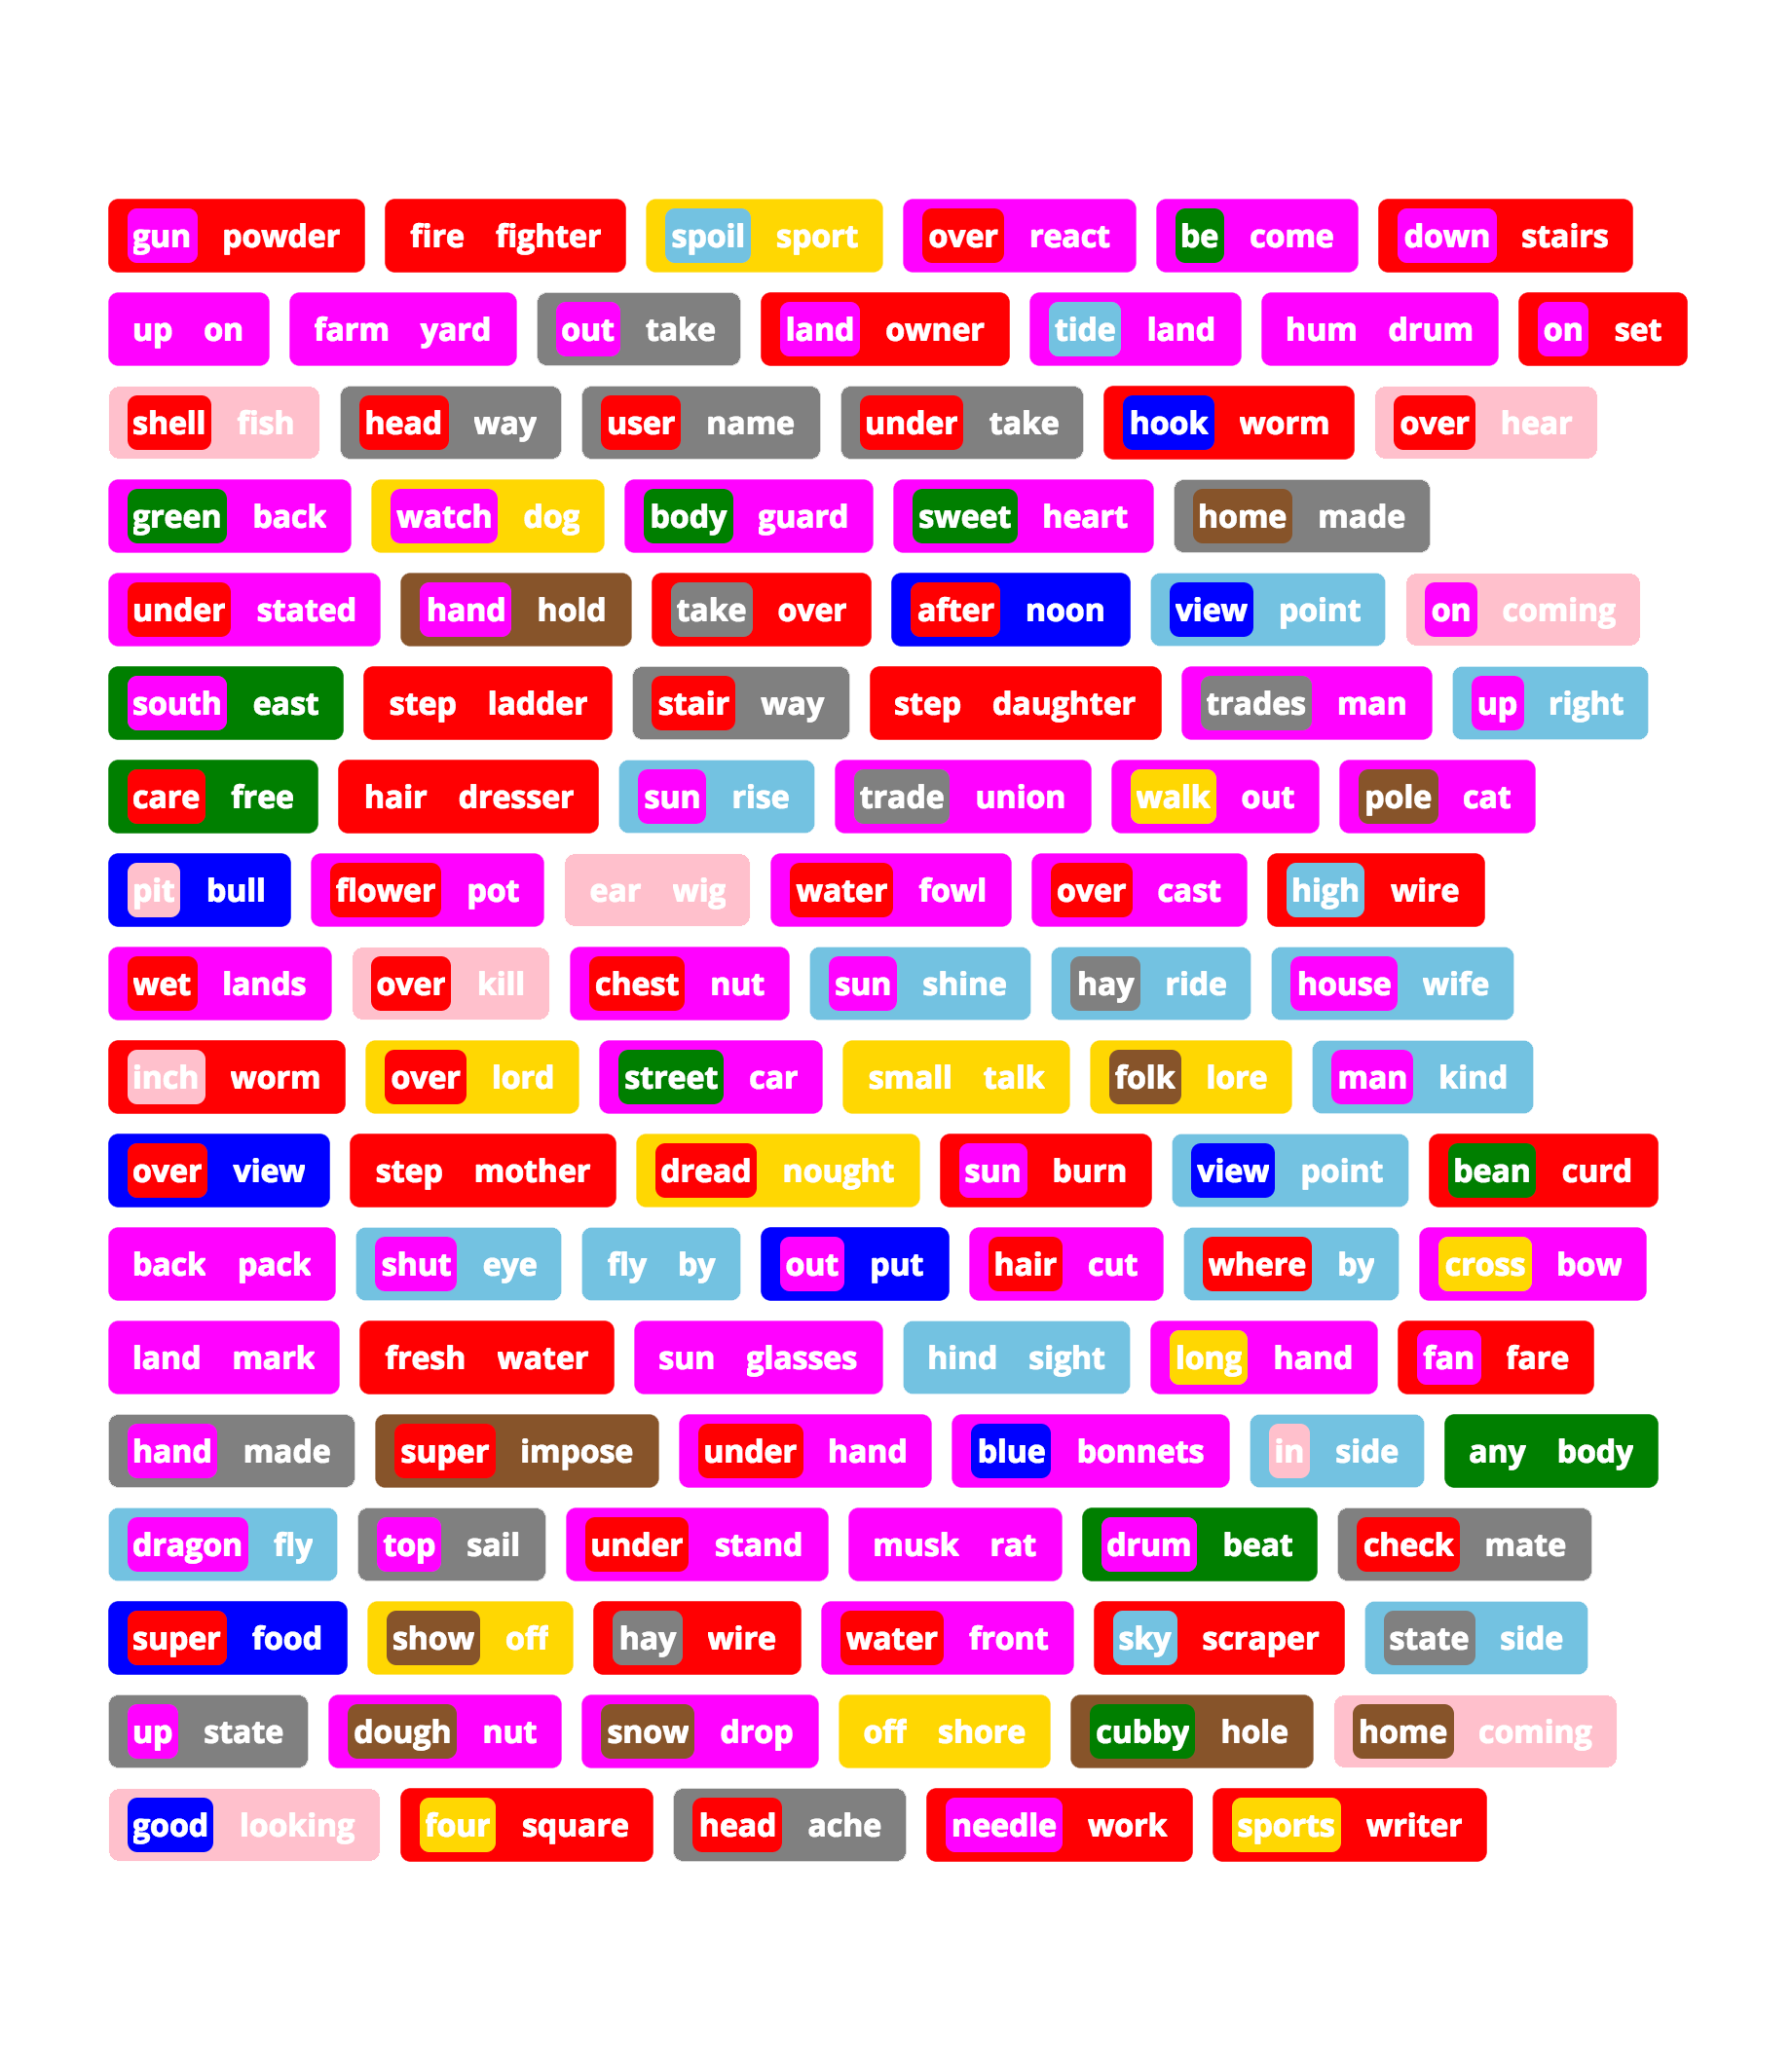 gun powder fire fighter spoil sport over react be come down stairs
up on farm yard out take land owner tide land hum drum on set
shell fish head way user name under take hook worm over hear
green back watch dog body guard sweet heart home made
under stated hand hold take over after noon view point on coming
south east step ladder stair way step daughter trades man up right
care free hair dresser sun rise trade union walk out pole cat
pit bull flower pot ear wig water fowl over cast high wire
wet lands over kill chest nut sun shine hay ride house wife
inch worm over lord street car small talk folk lore man kind
over view step mother dread nought sun burn view point bean curd
back pack shut eye fly by out put hair cut where by cross bow
land mark fresh water sun glasses hind sight long hand fan fare
hand made super impose under hand blue bonnets in side any body
dragon fly top sail under stand musk rat drum beat check mate
super food show off hay wire water front sky scraper state side
up state dough nut snow drop off shore cubby hole home coming
good looking four square head ache needle work sports writer